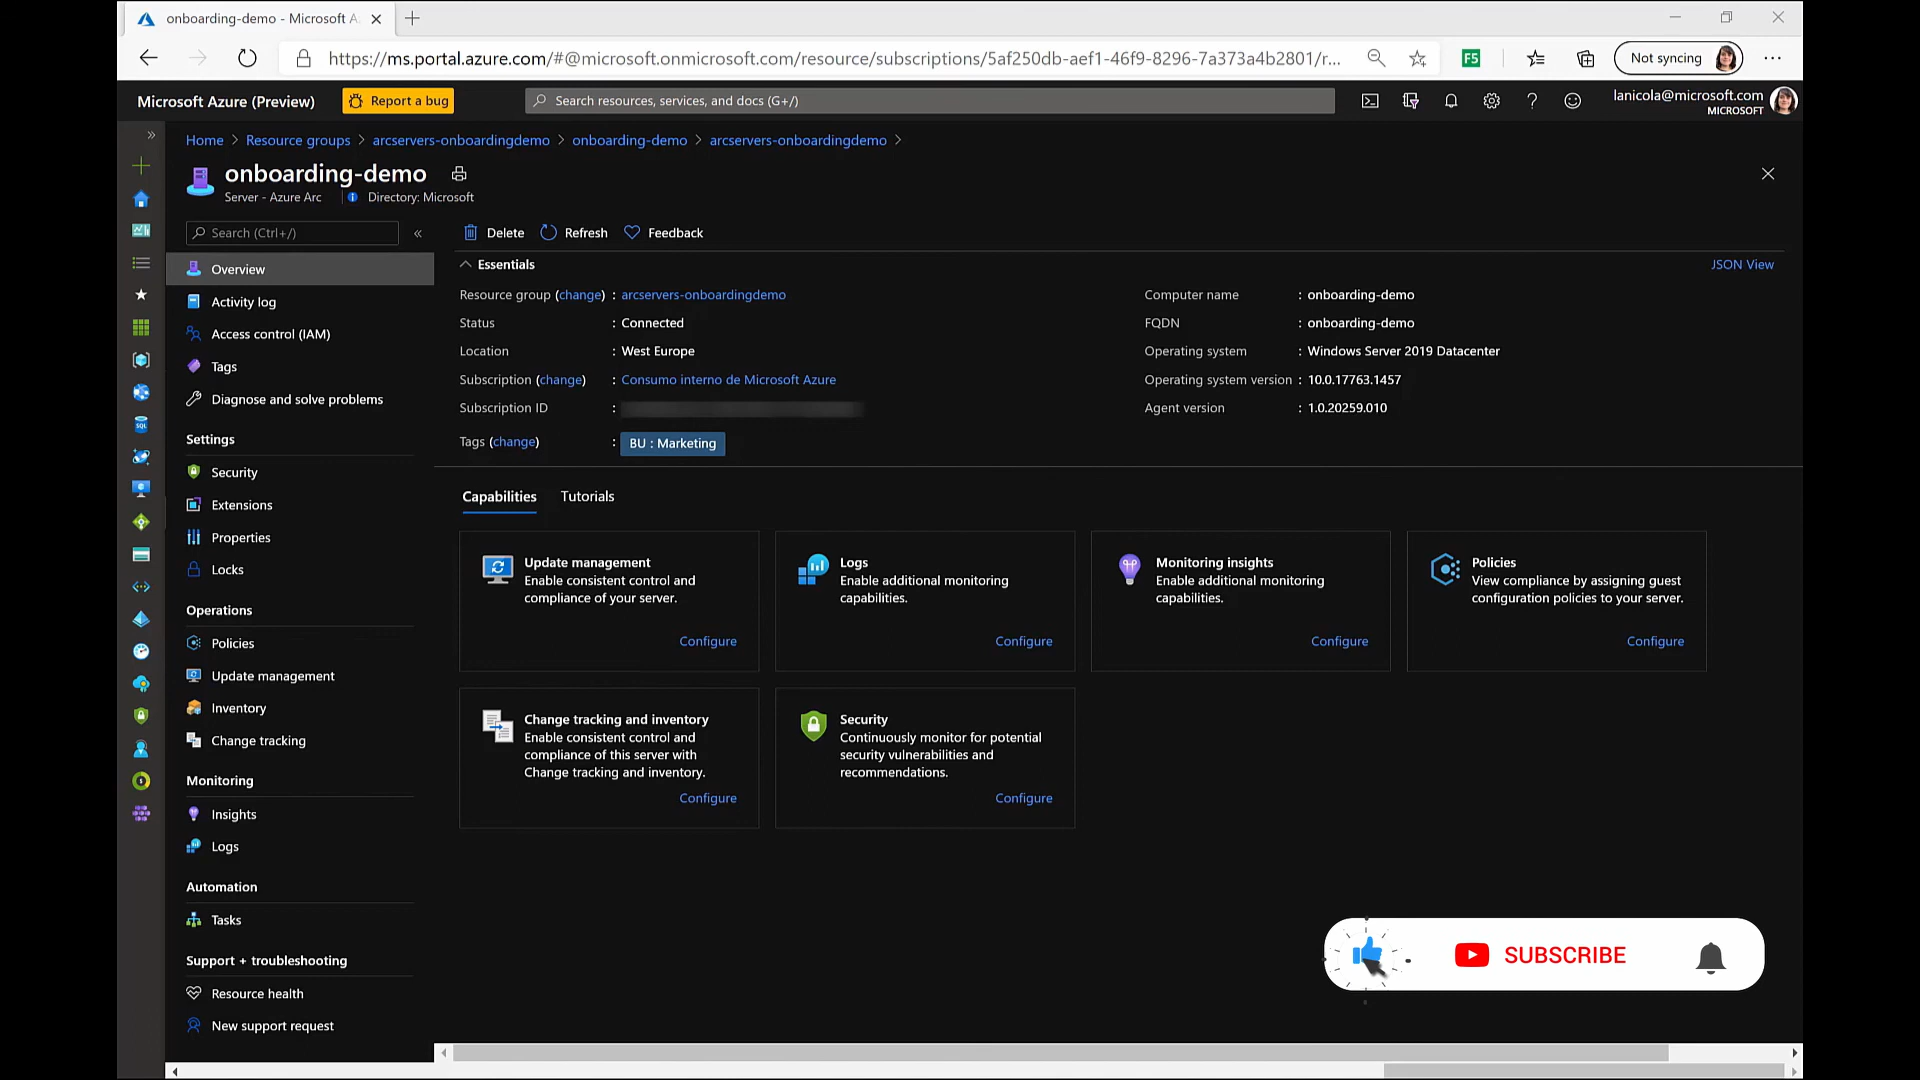 onboarding-demo - Microsoft A
https://ms.portal.azure.com/#@microsoft.onmicrosoft.com/resource/subscriptions/5af250db-aef1-46f9-8296-7a373a4b2801/r...
F5
Not syncing
Microsoft Azure (Preview)
Report a bug
Search resources, services, and docs (G+/)
lanicola@microsoft.com
MICROSOFT
Home > Resource groups > arcservers-onboardingdemo > onboarding-demo > arcservers-onboardingdemo >
onboarding-demo
Server - Azure Arc
Directory: Microsoft
Search (Ctrl+/)
Overview
Activity log
Access control (IAM)
Tags
Diagnose and solve problems
Settings
Security
Extensions
Properties
Locks
Operations
Policies
Update management
Inventory
Change tracking
Monitoring
Insights
Logs
Automation
Tasks
Support + troubleshooting
Resource health
New support request
Delete
Refresh
Feedback
Essentials
JSON View
Resource group (change) : arcservers-onboardingdemo
Status : Connected
Location : West Europe
Subscription (change) : Consumo interno de Microsoft Azure
Subscription ID :
Tags (change) : BU : Marketing
Computer name : onboarding-demo
FQDN : onboarding-demo
Operating system : Windows Server 2019 Datacenter
Operating system version : 10.0.17763.1457
Agent version : 1.0.20259.010
Capabilities
Tutorials
Update management
Enable consistent control and
compliance of your server.
Configure
Logs
Enable additional monitoring
capabilities.
Configure
Monitoring insights
Enable additional monitoring
capabilities.
Configure
Policies
View compliance by assigning guest
configuration policies to your server.
Configure
Change tracking and inventory
Enable consistent control and
compliance of this server with
Change tracking and inventory.
Configure
Security
Continuously monitor for potential
security vulnerabilities and
recommendations.
Configure
SUBSCRIBE